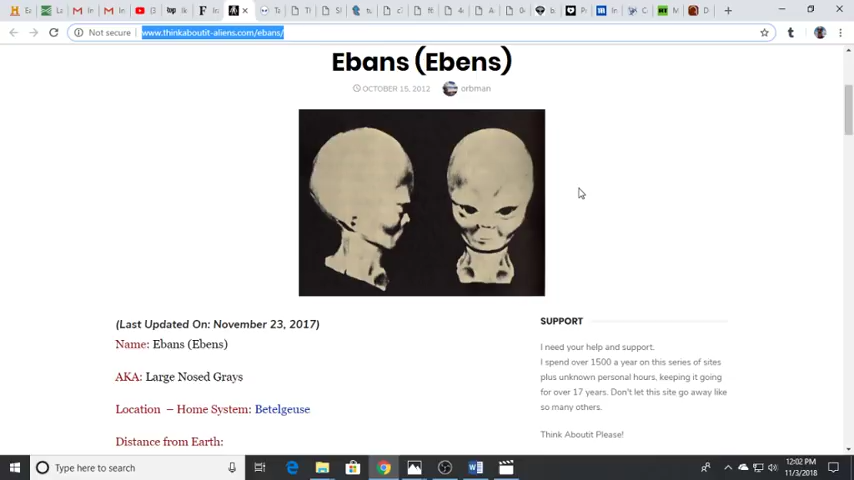 Not secure
www.thinkaboutit-aliens.com/ebans/
Ebans (Ebens)
OCTOBER 15, 2012 orbman
(Last Updated On: November 23, 2017)
Name: Ebans (Ebens)
AKA: Large Nosed Grays
Location – Home System: Betelgeuse
Distance from Earth:
SUPPORT
I need your help and support.
I spend over 1500 a year on this series of sites
plus unknown personal hours, keeping it going
for over 17 years. Don't let this site go away like
so many others.
Think Aboutit Please!
Type here to search
12:02 PM
11/3/2018